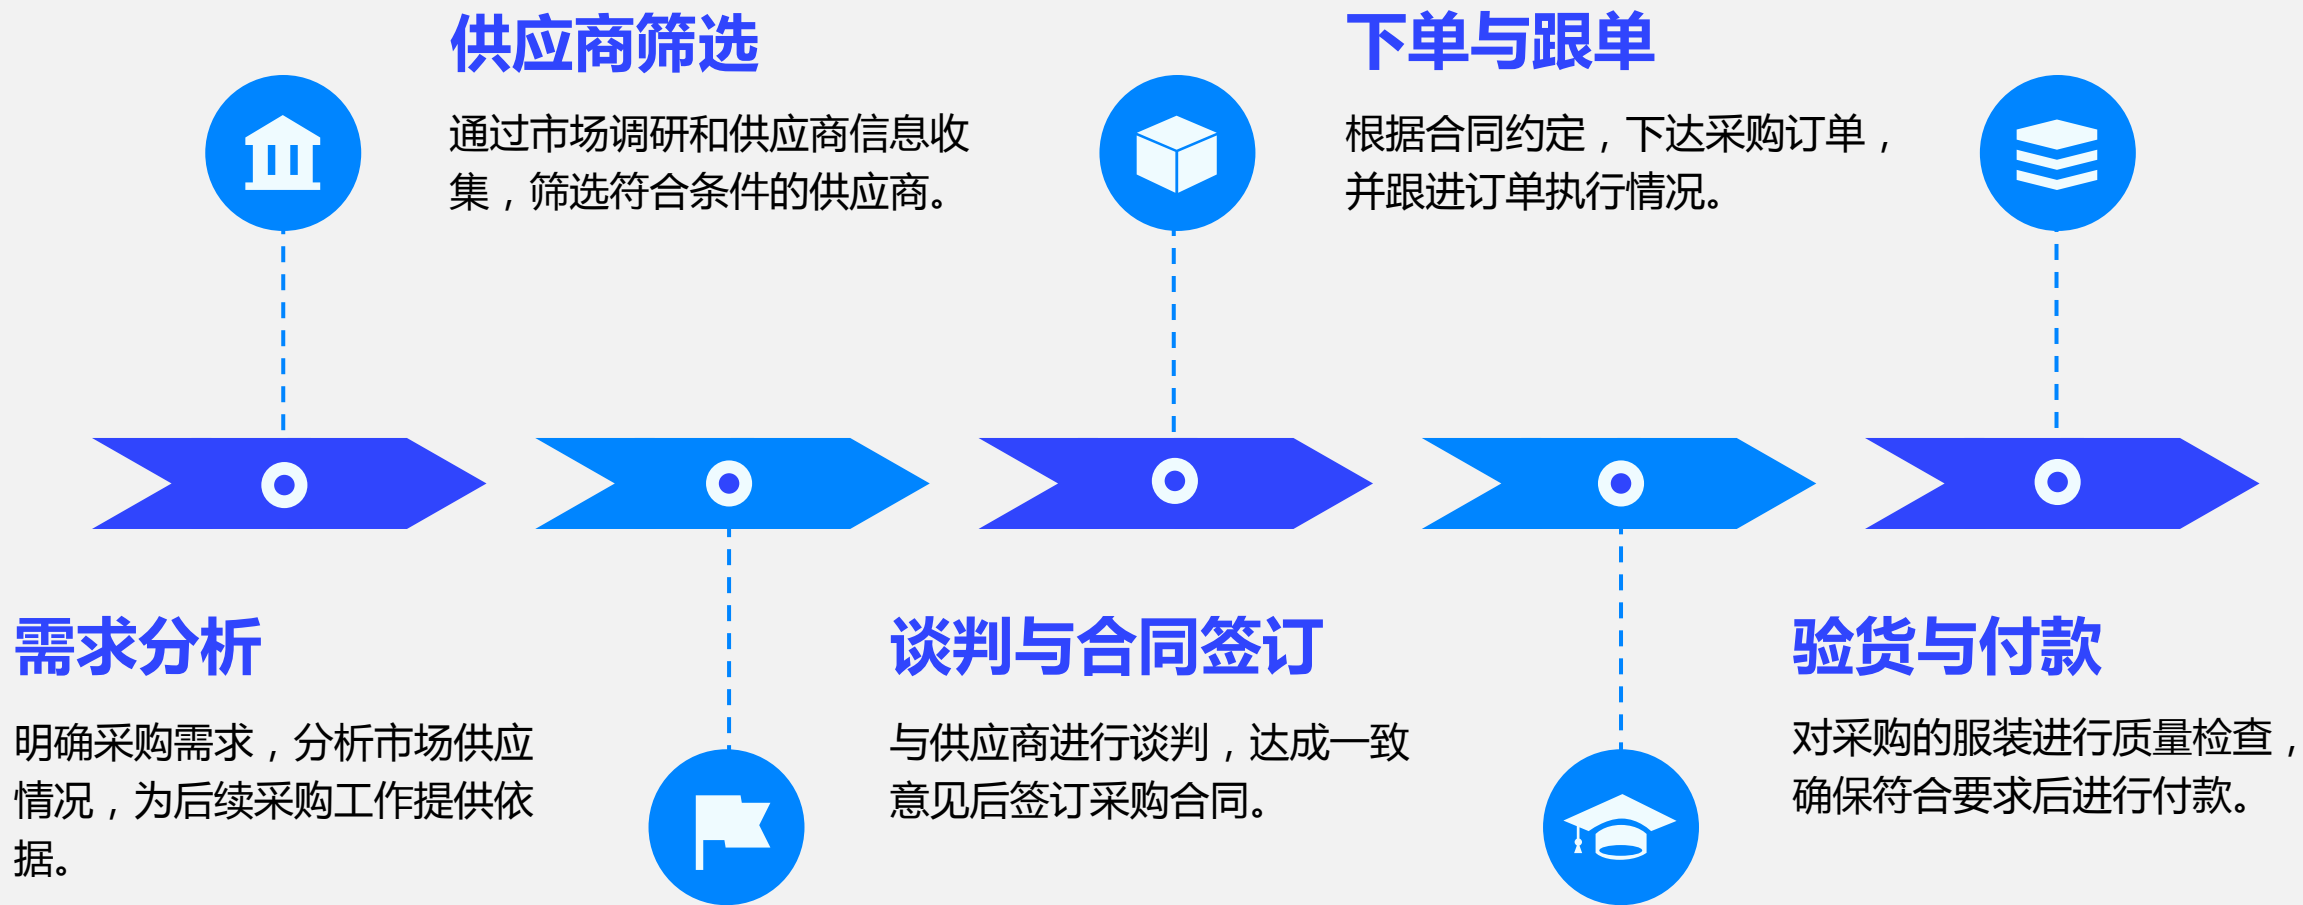 需求分析
明确采购需求，分析市场供应
情况，为后续采购工作提供依
据。
供应商筛选
通过市场调研和供应商信息收
集，筛选符合条件的供应商。
谈判与合同签订
与供应商进行谈判，达成一致
意见后签订采购合同。
下单与跟单
根据合同约定，下达采购订单，
并跟进订单执行情况。
验货与付款
对采购的服装进行质量检查，
确保符合要求后进行付款。